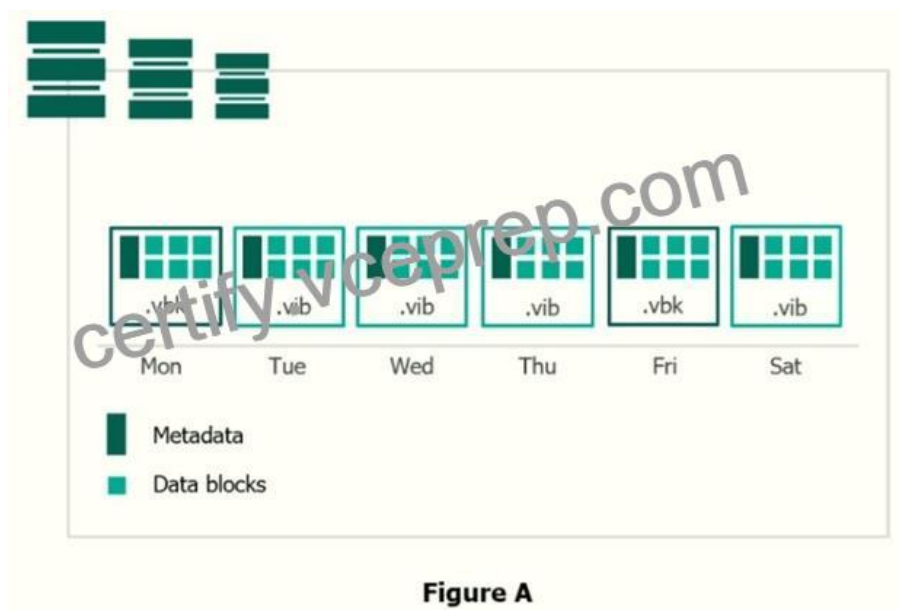 certify.vceprep.com
.vbk .vib .vib .vib .vbk .vib
Mon Tue Wed Thu Fri Sat
Metadata
Data blocks
Figure A